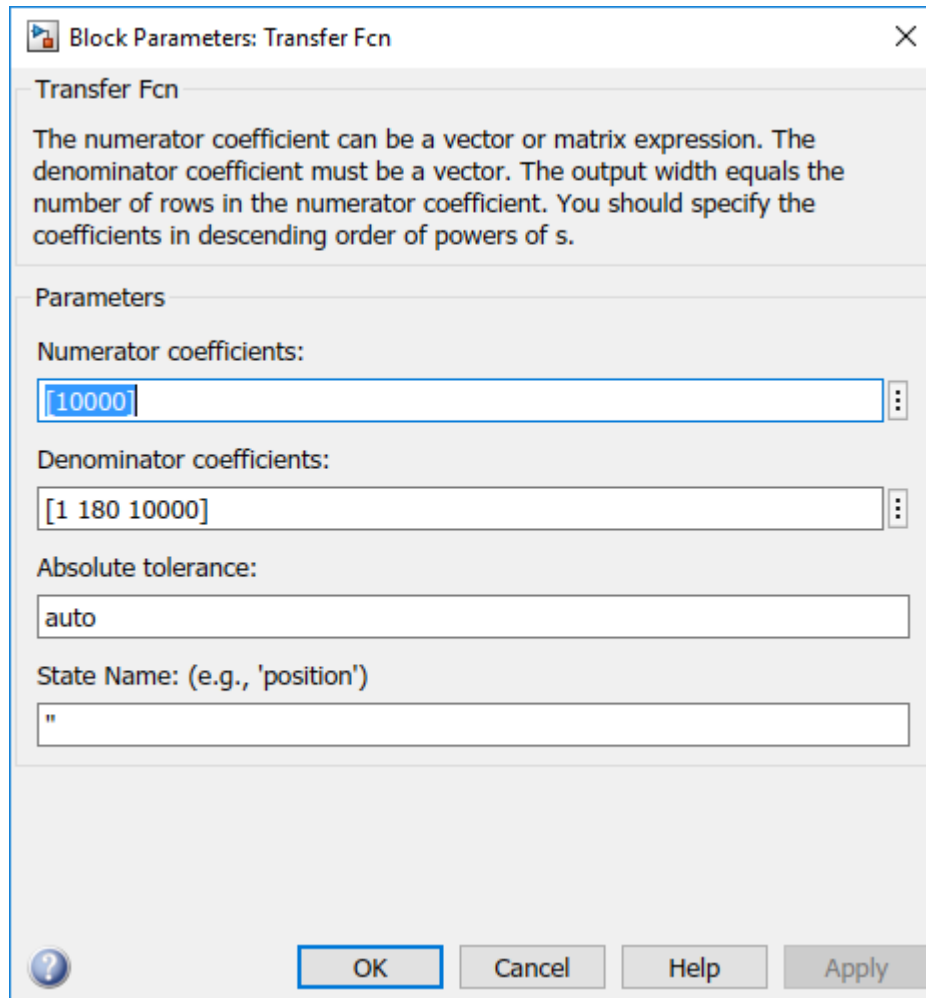 Block Parameters: Transfer Fcn
Transfer Fcn
The numerator coefficient can be a vector or matrix expression. The
denominator coefficient must be a vector. The output width equals the
number of rows in the numerator coefficient. You should specify the
coefficients in descending order of powers of s.
Parameters
Numerator coefficients:
[10000]
Denominator coefficients:
[1 180 10000]
Absolute tolerance:
auto
State Name: (e.g., 'position')
''
OK Cancel Help Apply